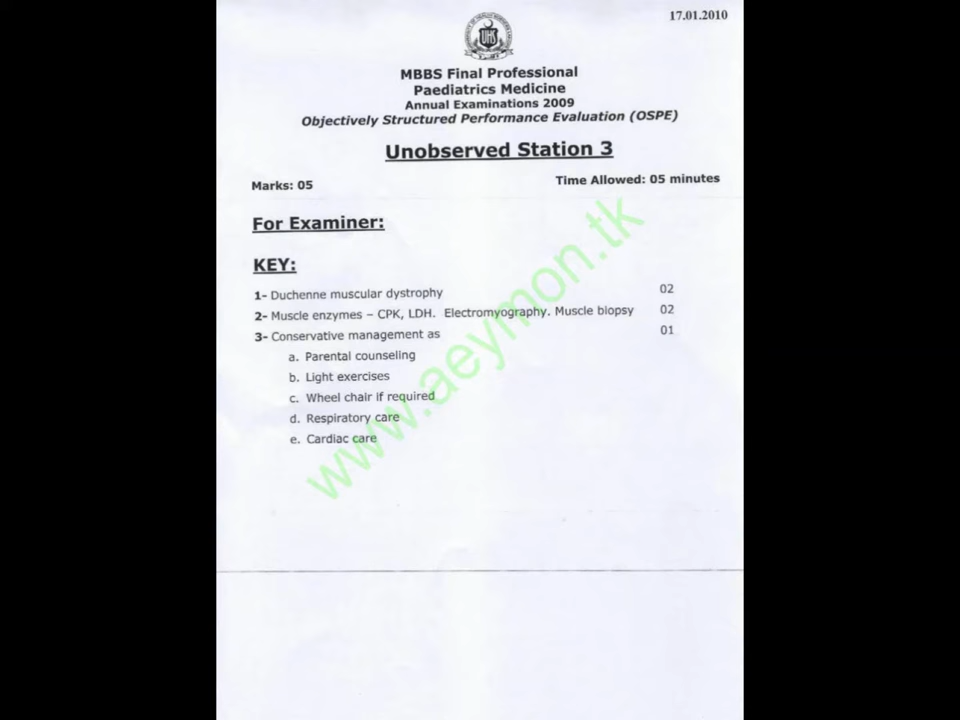 17.01.2010
UHS
MBBS Final Professional
Paediatrics Medicine
Annual Examinations 2009
Objectively Structured Performance Evaluation (OSPE)
Unobserved Station 3
Marks: 05
Time Allowed: 05 minutes
For Examiner:
KEY:
1- Duchenne muscular dystrophy 02
2- Muscle enzymes – CPK, LDH. Electromyography. Muscle biopsy 02
3- Conservative management as 01
a. Parental counseling
b. Light exercises
c. Wheel chair if required
d. Respiratory care
e. Cardiac care
www.aeymon.tk